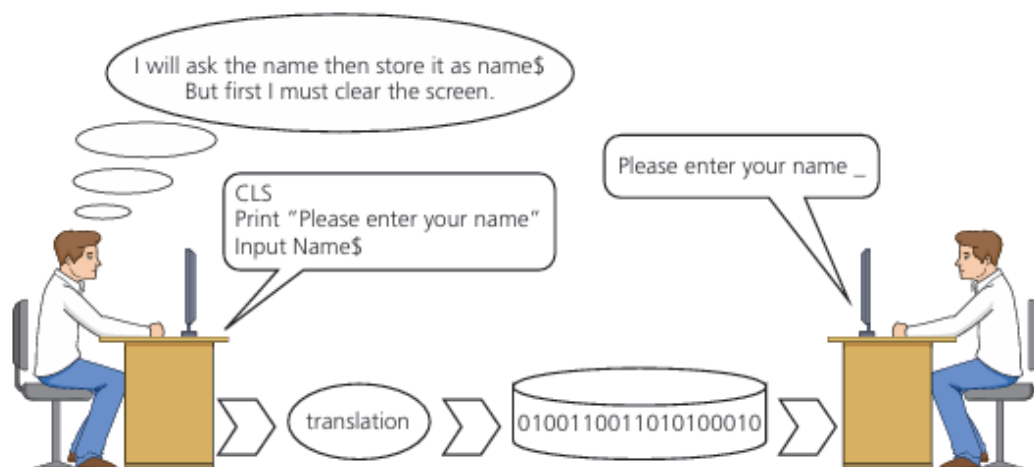 I will ask the name then store it as name$
But first I must clear the screen.
Please enter your name _
CLS
Print “Please enter your name”
Input Name$
translation
0100110011010100010